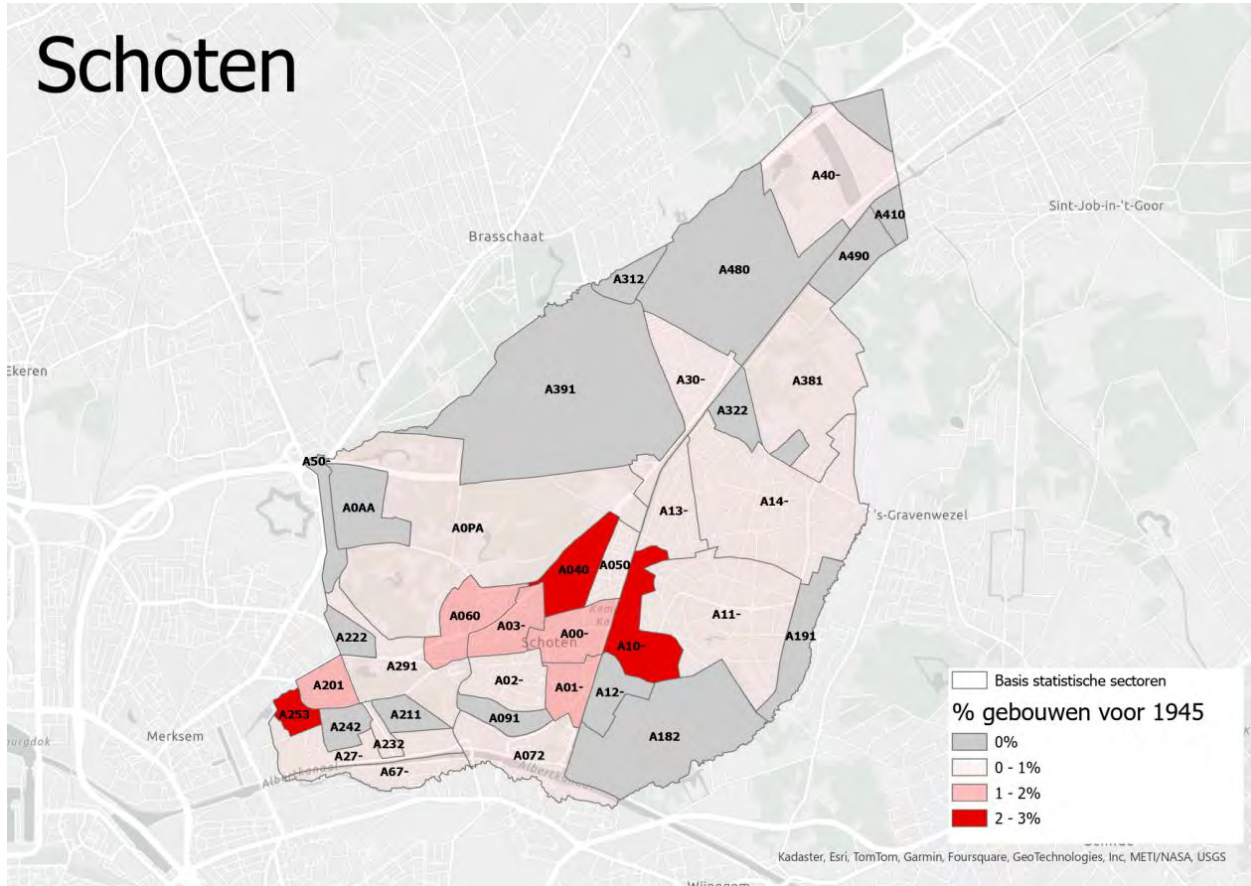 Schoten
A40-
Sint-Job-in-'t-Goor
A410
Brasschaat
A490
A312
A480
Ekeren
A391
A30-
A381
A322
A50-
A0AA
A14-
's-Gravenwezel
A13-
A0PA
A040
A050
A060
A11-
A03-
A00-
Schoten
A222
A10-
A191
A291
A02-
A201
A01-
A12-
A253
A211
A091
Merksem
A242
A232
A182
A27-
A072
Albertkanaal
A67-
Basis statistische sectoren
% gebouwen voor 1945
0%
0 - 1%
1 - 2%
2 - 3%
Kadaster, Esri, TomTom, Garmin, Foursquare, GeoTechnologies, Inc, METI/NASA, USGS